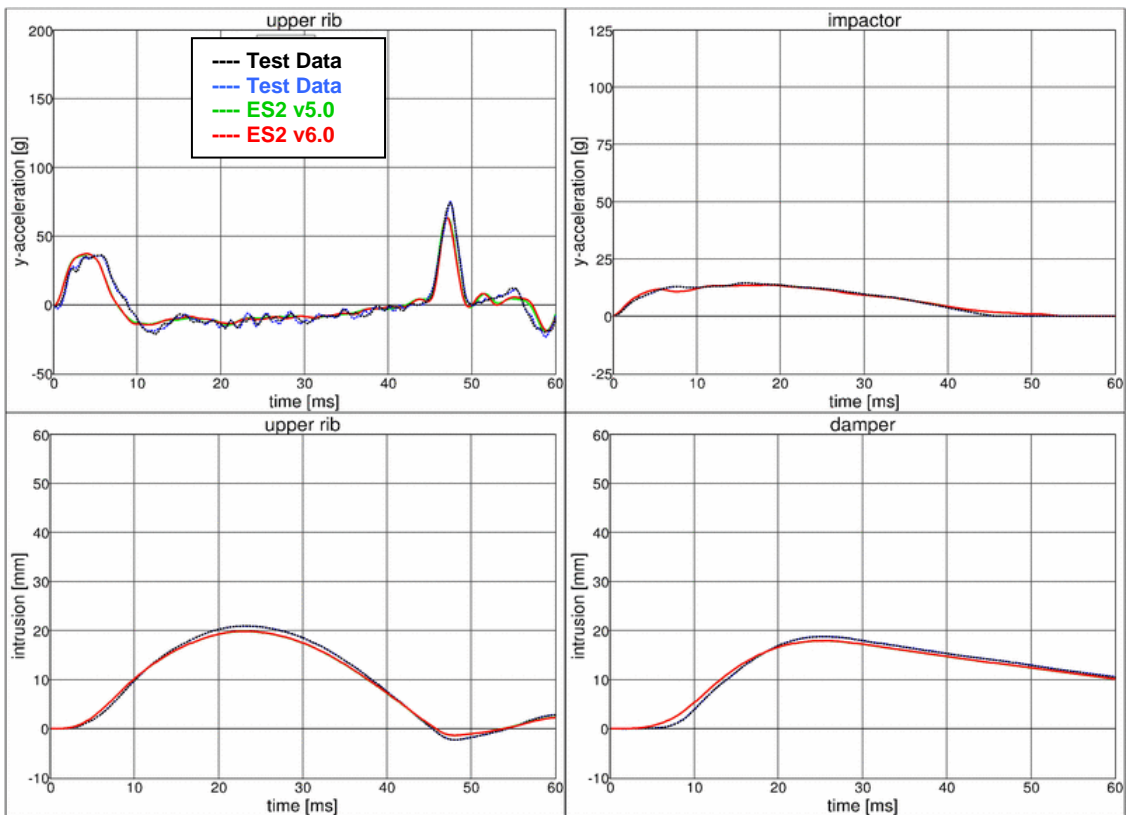 upper rib
200
150
100
50
0
-50
y-acceleration [g]
---- Test Data
---- Test Data
---- ES2 v5.0
---- ES2 v6.0
0 10 20 30 40 50 60
time [ms]
impactor
125
100
75
50
25
0
-25
y-acceleration [g]
0 10 20 30 40 50 60
time [ms]
upper rib
60
50
40
30
20
10
0
-10
intrusion [mm]
0 10 20 30 40 50 60
time [ms]
damper
60
50
40
30
20
10
0
-10
intrusion [mm]
0 10 20 30 40 50 60
time [ms]